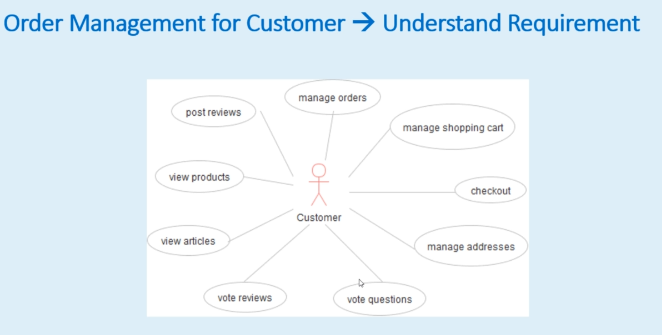 Order Management for Customer → Understand Requirement
manage orders
post reviews
manage shopping cart
view products
checkout
Customer
view articles
manage addresses
vote reviews
vote questions